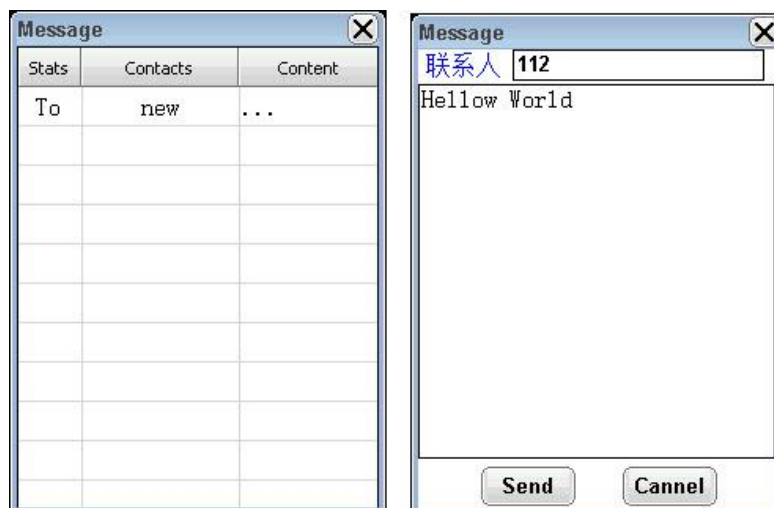 Message
Stats Contacts Content
To new ...
Message
联系人 112
Hellow World
Send Cannel